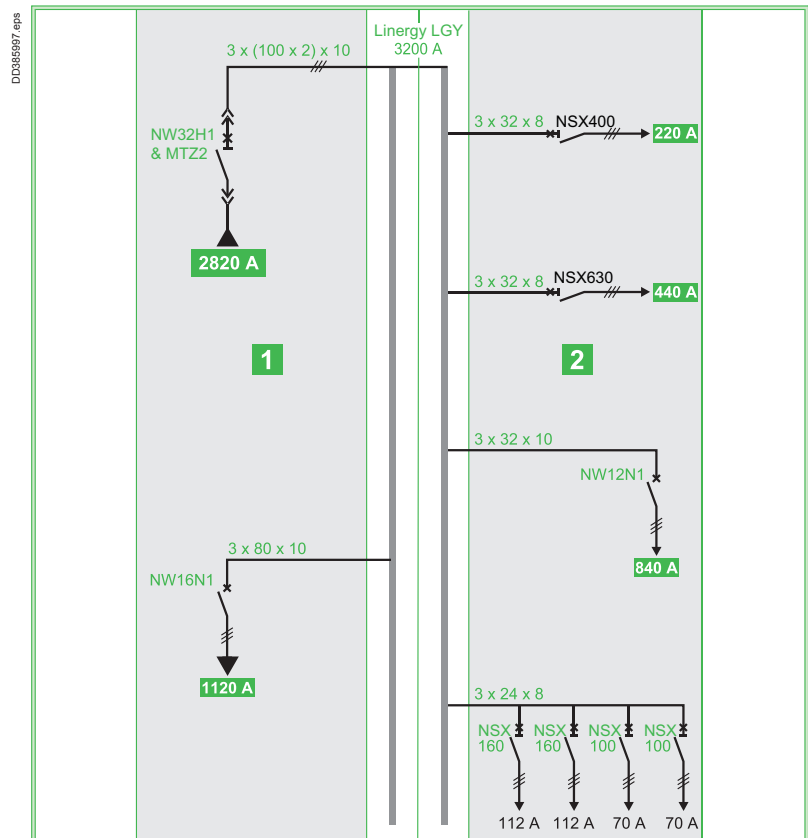 DD385997.eps
Linergy LGY
3200 A
3 x (100 x 2) x 10
NW32H1
& MTZ2
2820 A
3 x 32 x 8
NSX400
220 A
3 x 32 x 8
NSX630
440 A
1
2
3 x 32 x 10
NW12N1
840 A
3 x 80 x 10
NW16N1
1120 A
3 x 24 x 8
NSX
160
NSX
160
NSX
100
NSX
100
112 A
112 A
70 A
70 A